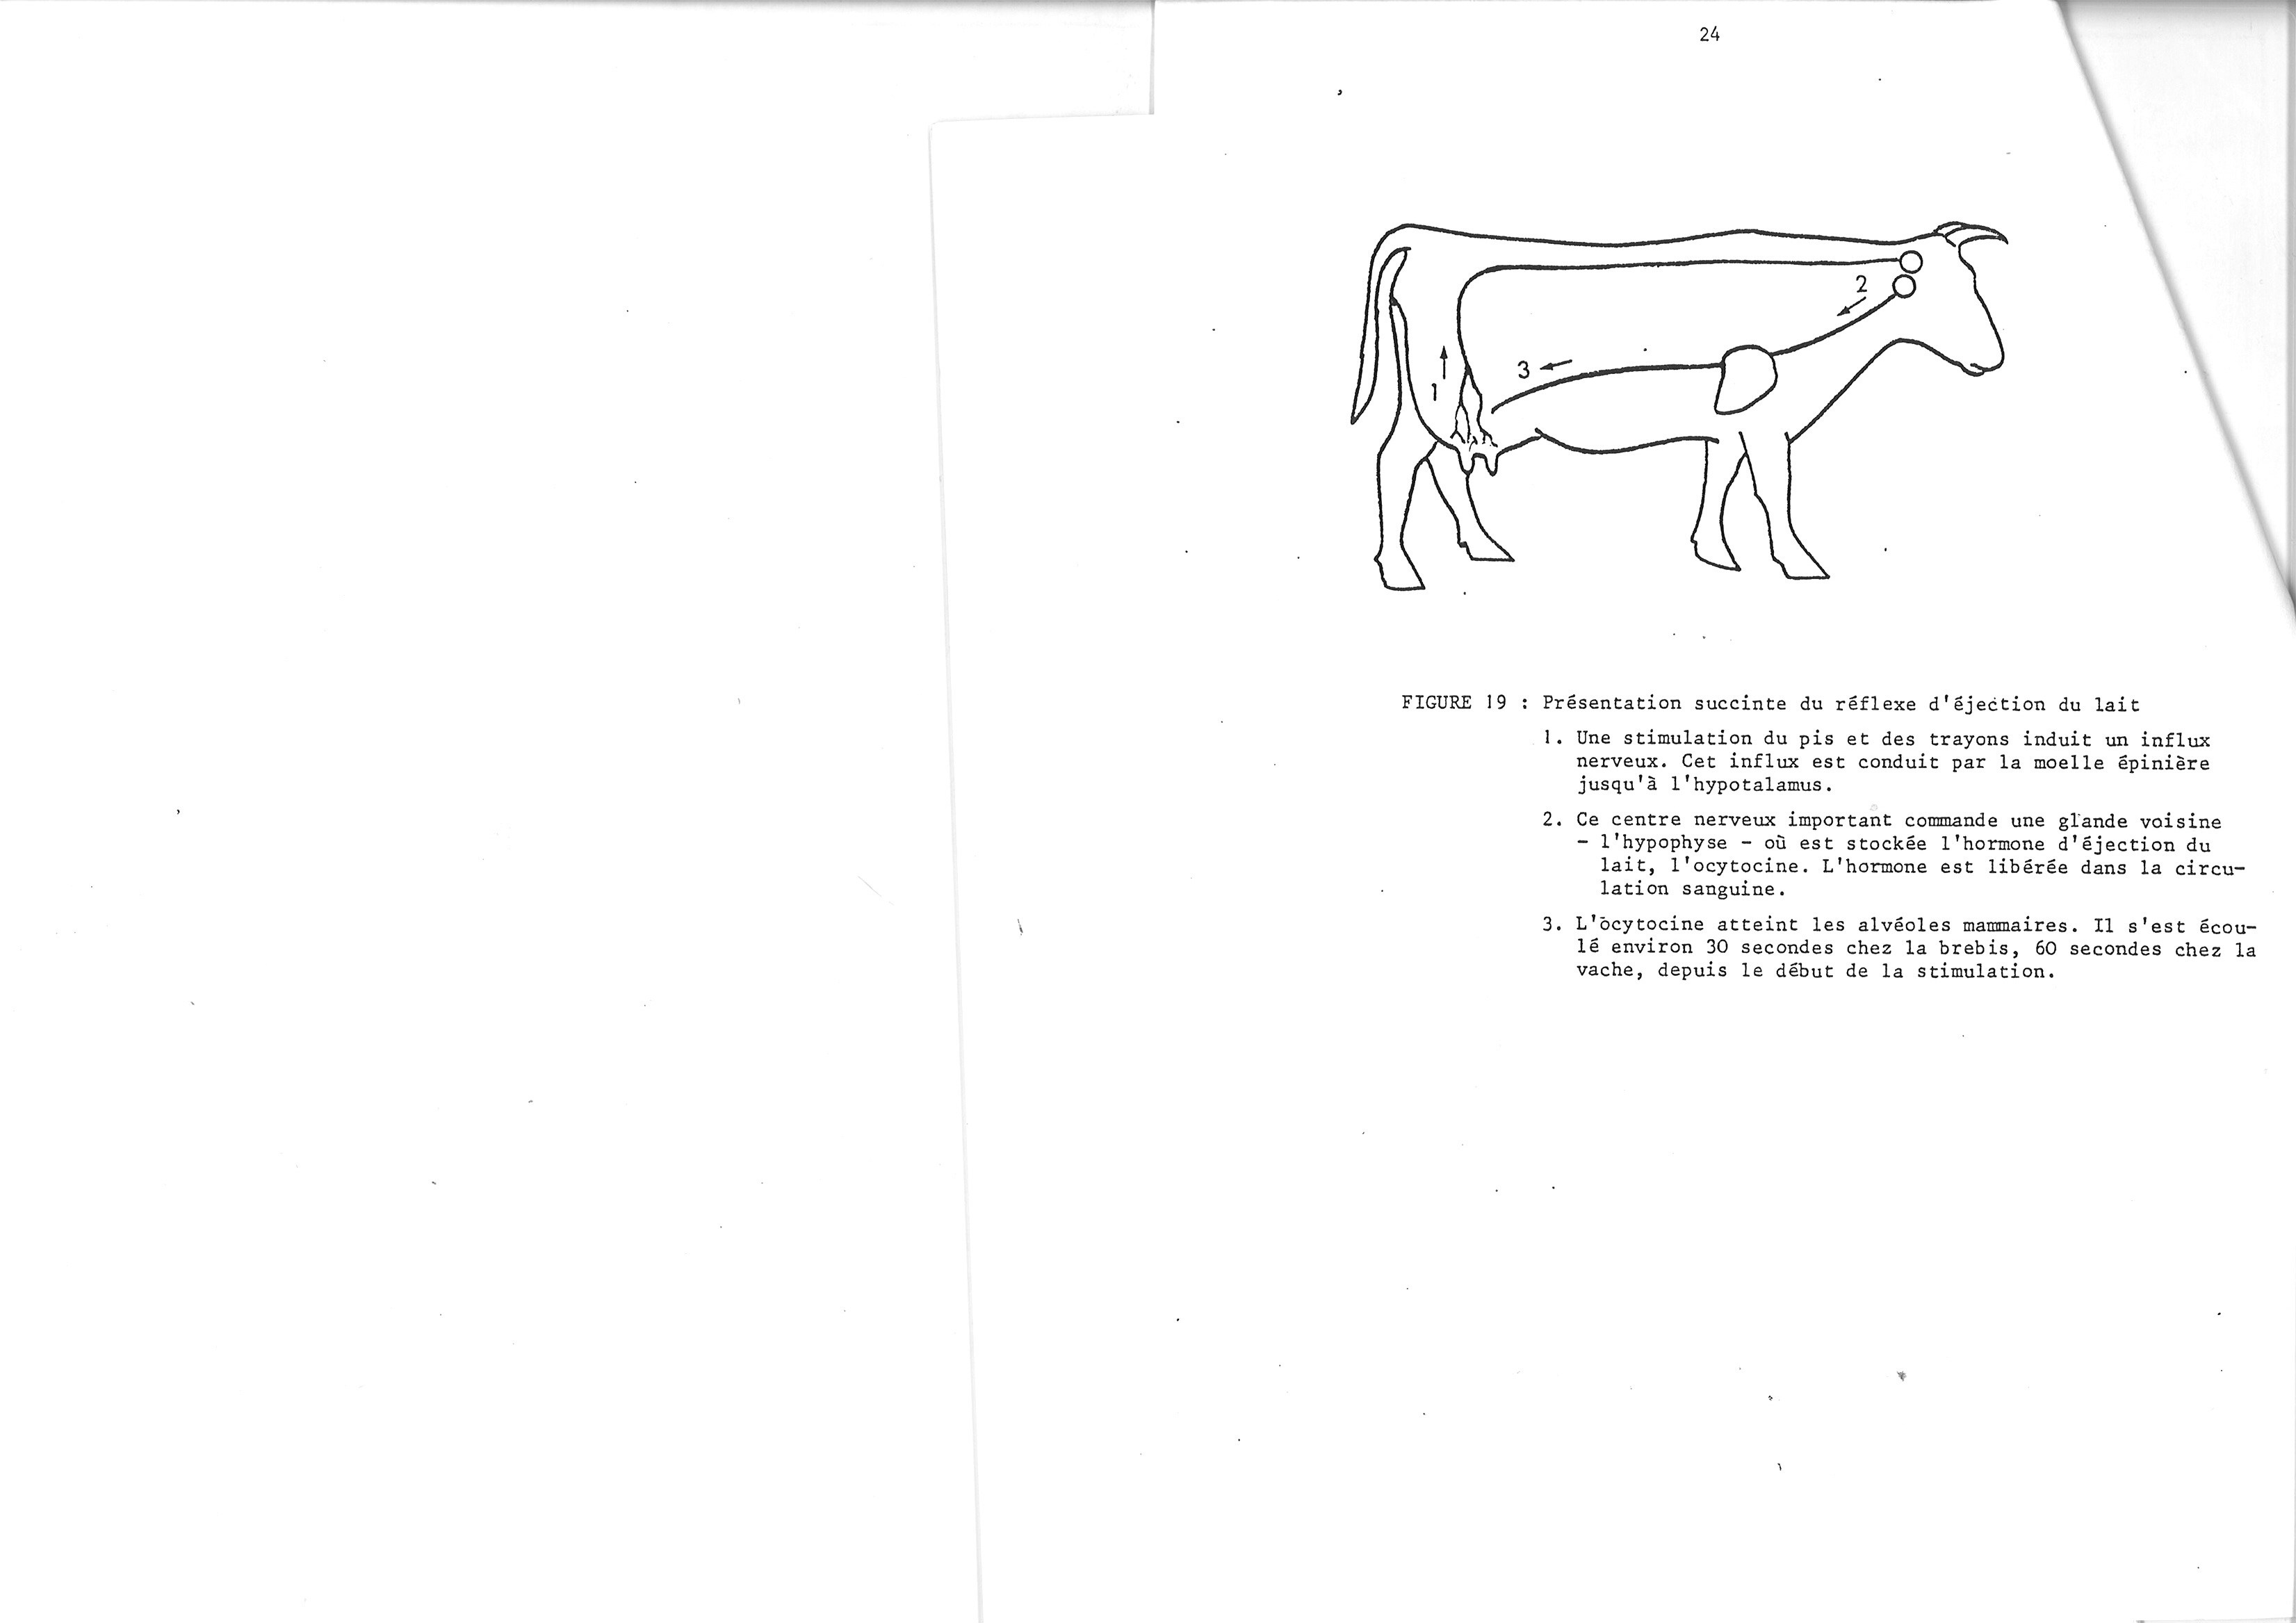 24
2
3
1
FIGURE 19 : Présentation succinte du réflexe d'éjection du lait
1. Une stimulation du pis et des trayons induit un influx
nerveux. Cet influx est conduit par la moelle épinière
jusqu'à l'hypotalamus.
2. Ce centre nerveux important commande une glande voisine
- l'hypophyse - où est stockée l'hormone d'éjection du
lait, l'ocytocine. L'hormone est libérée dans la circu-
lation sanguine.
3. L'ocytocine atteint les alvéoles mammaires. Il s'est écou-
lé environ 30 secondes chez la brebis, 60 secondes chez la
vache, depuis le début de la stimulation.